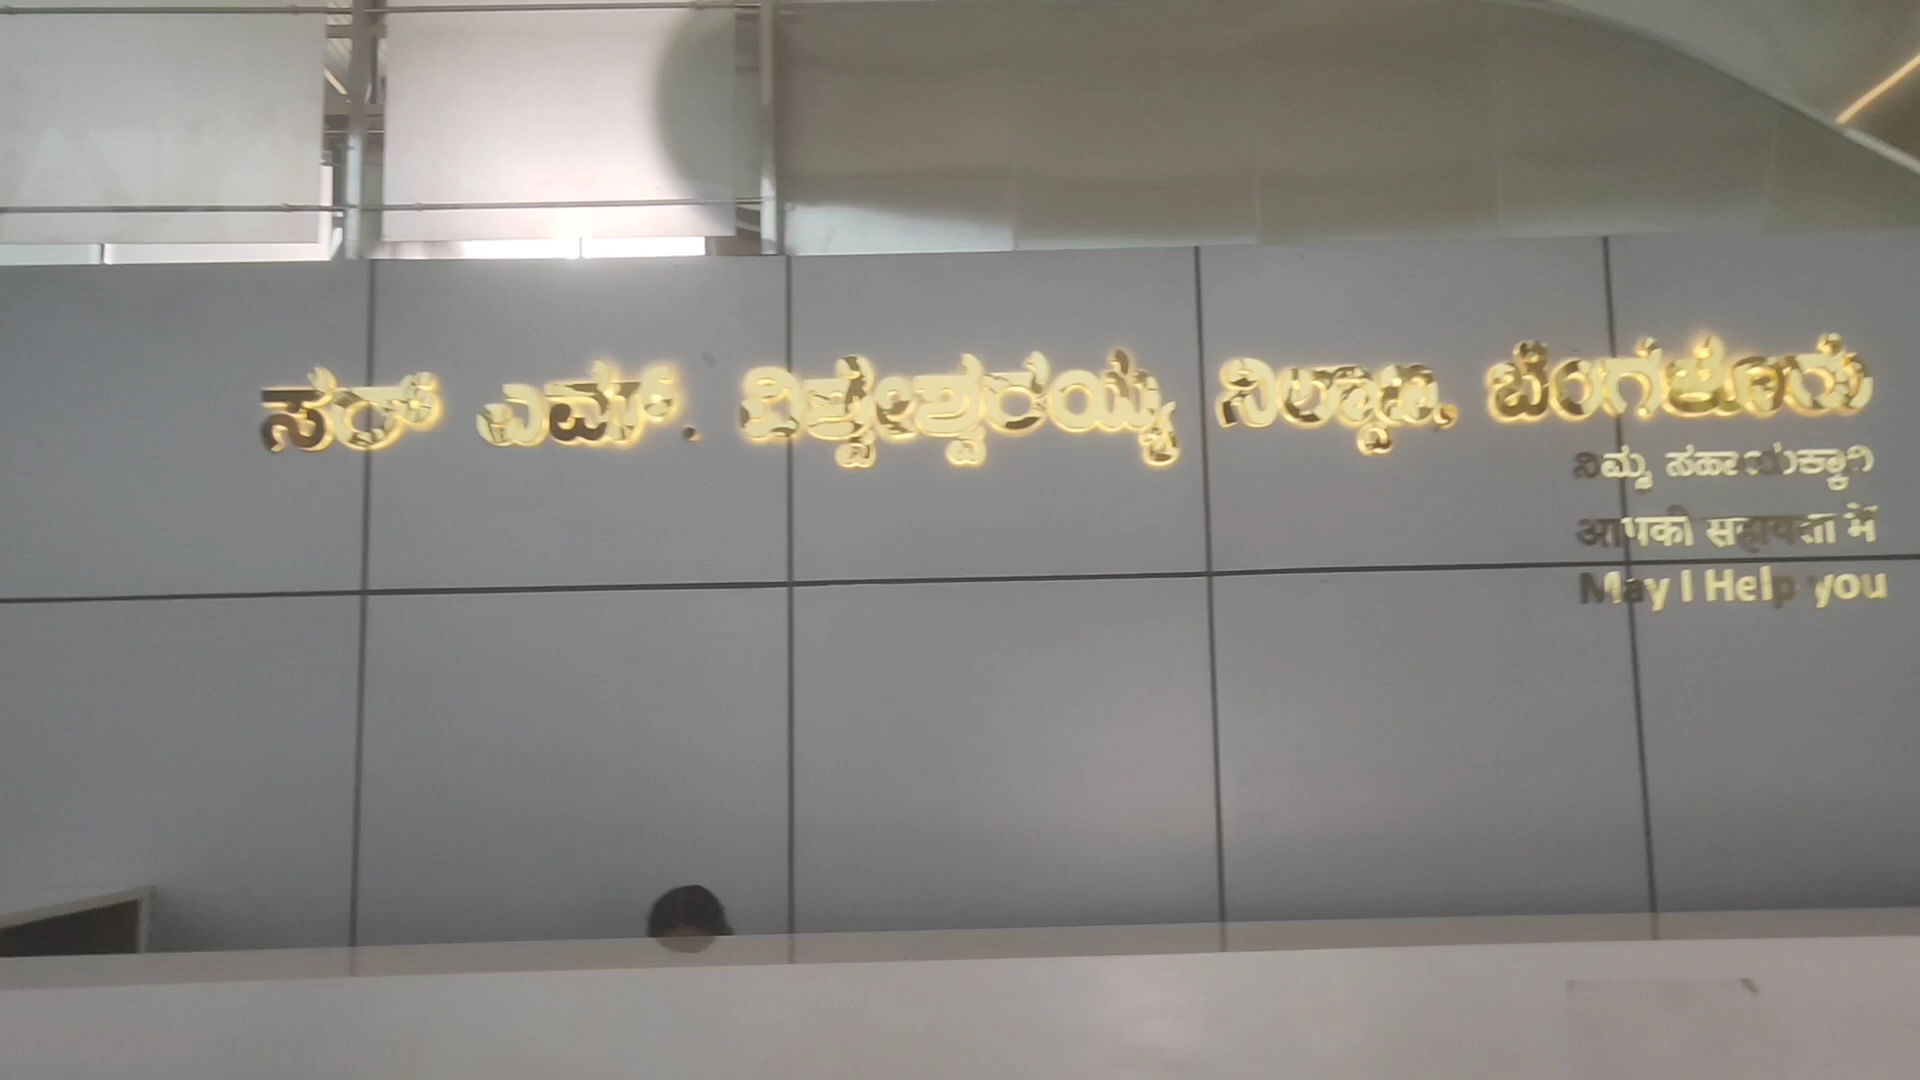 ಸರ್ ಎಮ್. ವಿಶ್ವೇಶ್ವರಯ್ಯ ನಿಲ್ದಾಣ, ಬೆಂಗಳೂರು
ನಿಮ್ಮ ಸಹಾಯಕ್ಕಾಗಿ
आपकी सहायता में
May I Help you